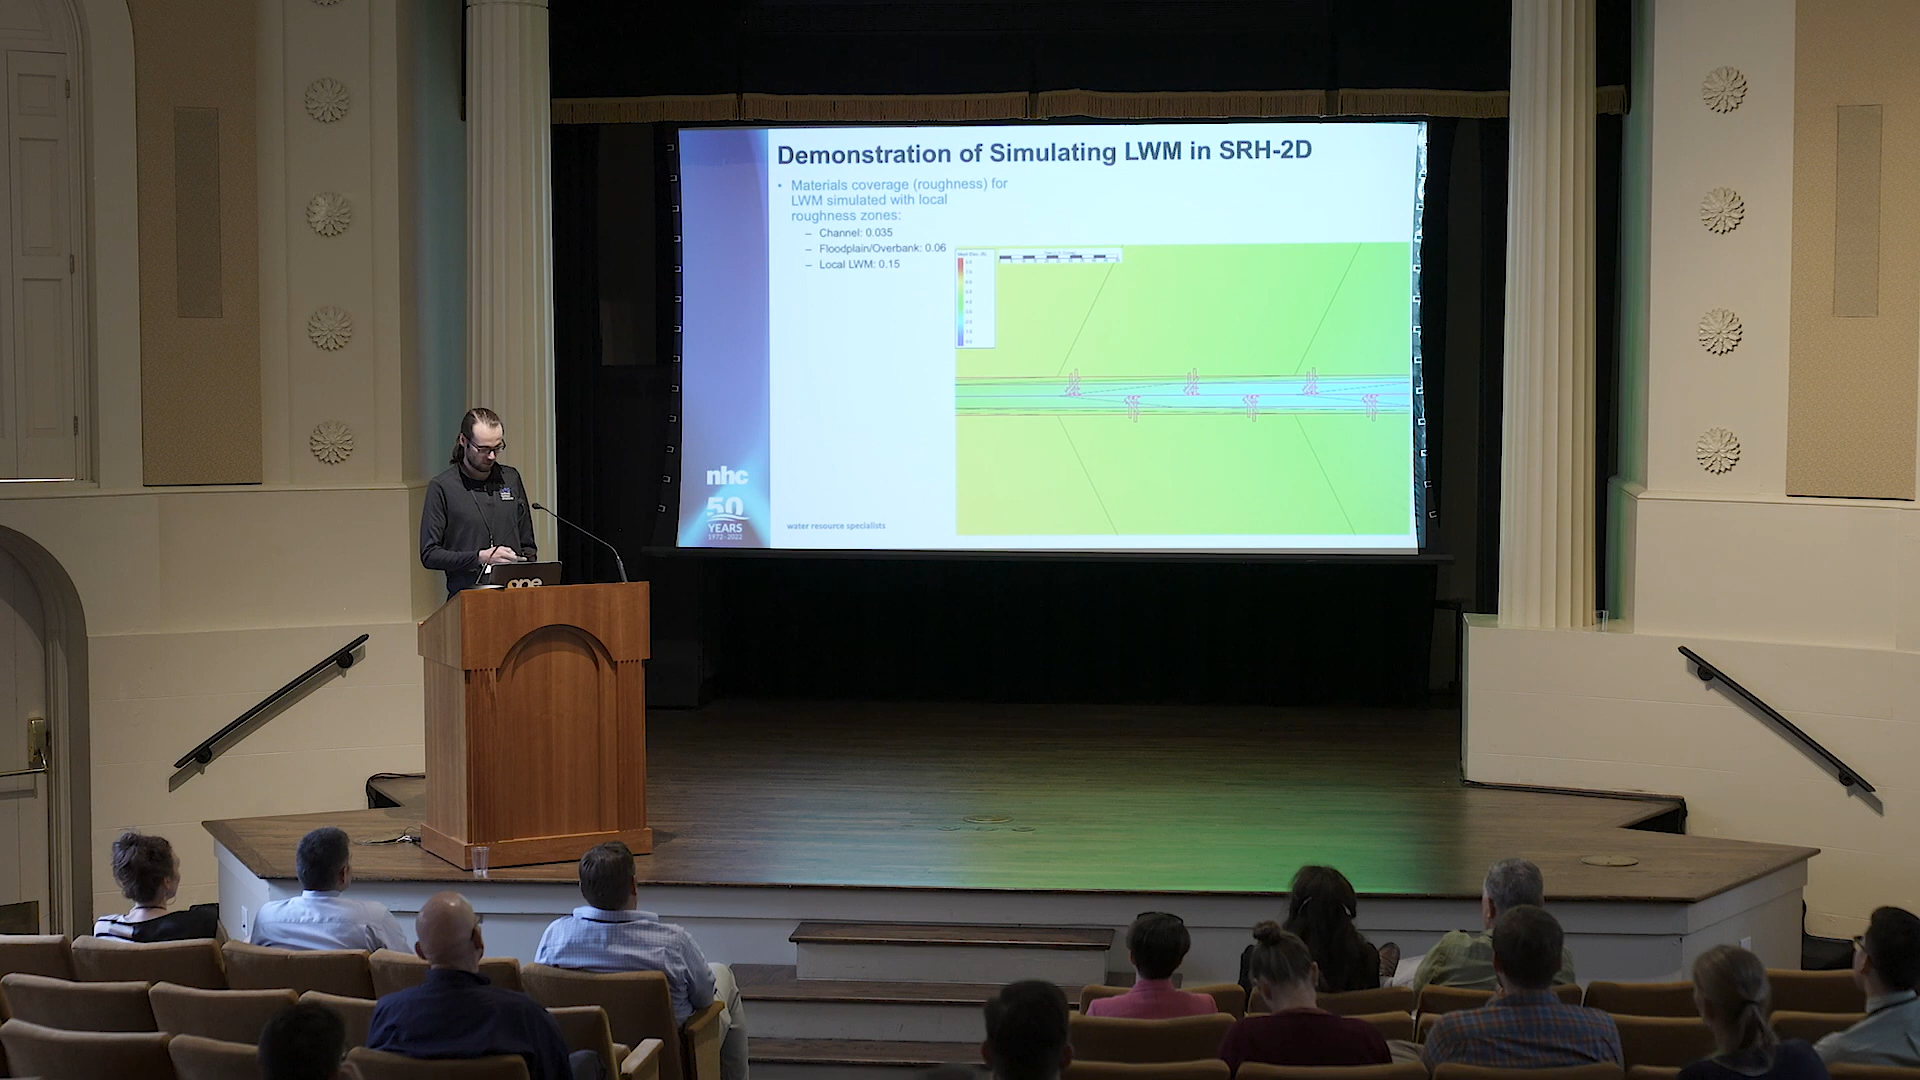 Demonstration of Simulating LWM in SRH-2D
• Materials coverage (roughness) for
LWM simulated with local
roughness zones:
– Channel: 0.035
– Floodplain/Overbank: 0.06
– Local LWM: 0.15
nhc
50
YEARS
1972-2022
water resource specialists